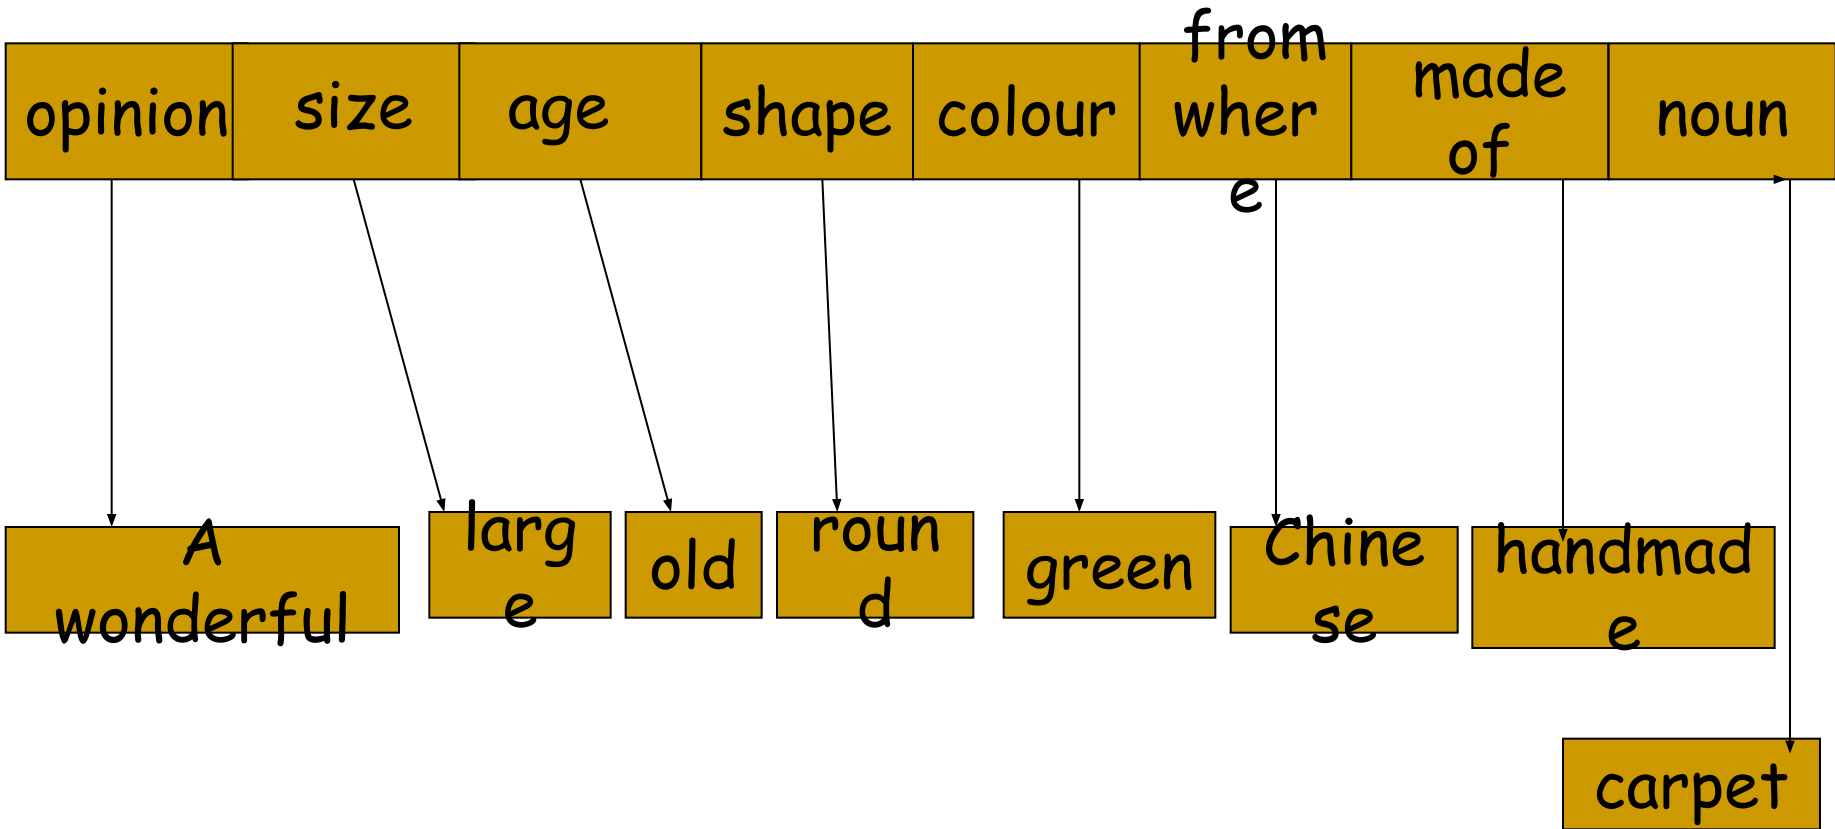 opinion
size
age
shape
colour
from
wher
e
made
of
noun
A
wonderful
larg
e
old
roun
d
green
Chine
se
handmad
e
carpet